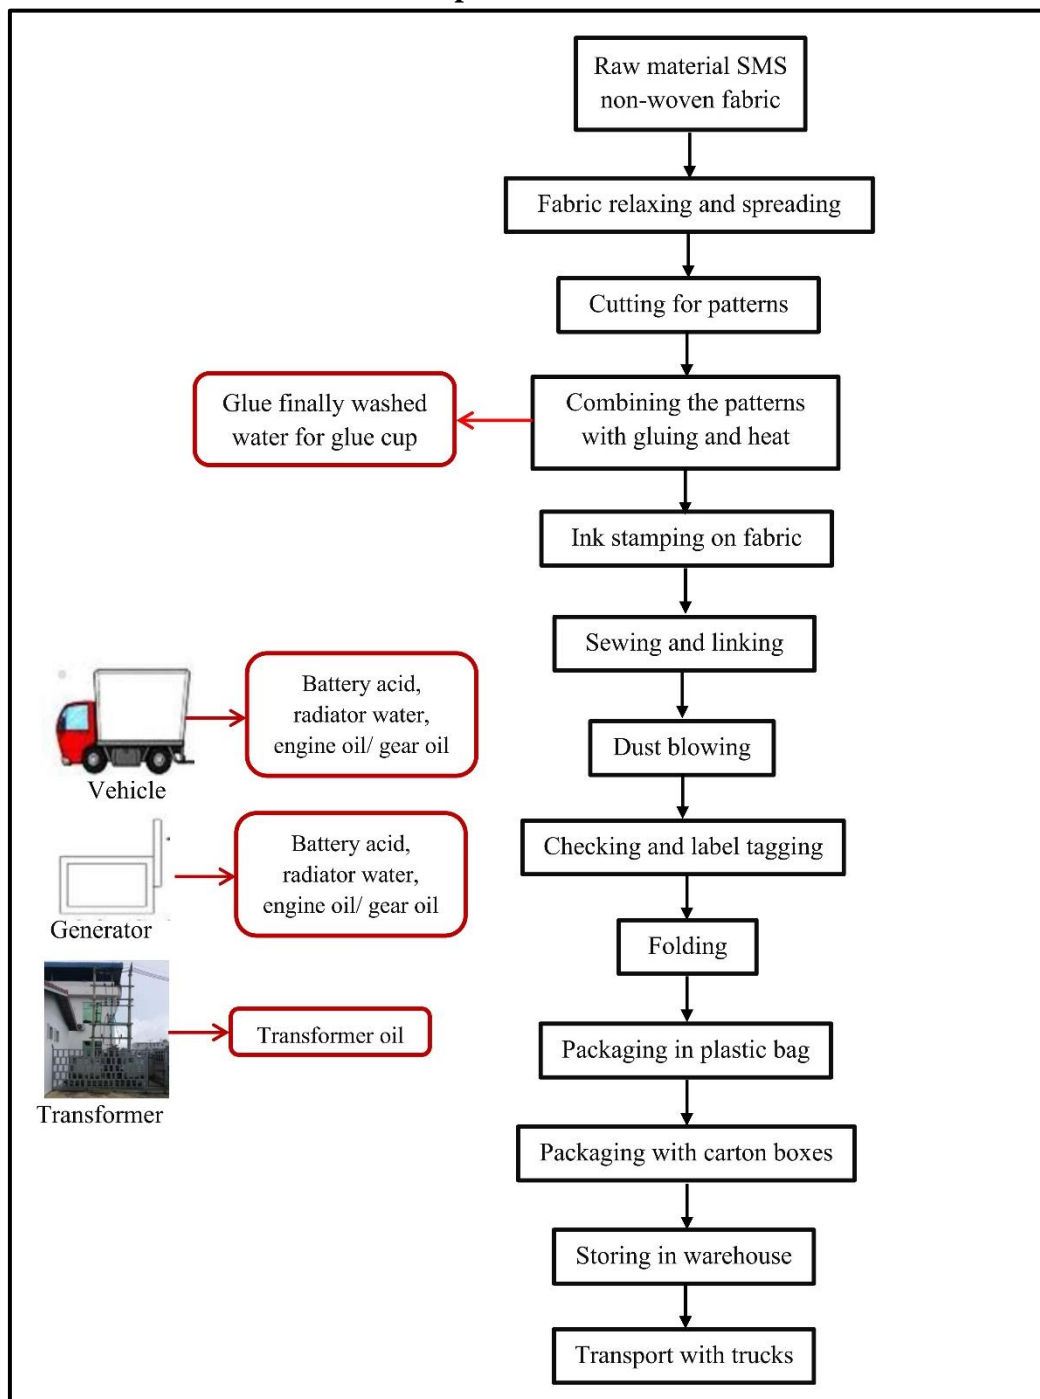 Raw material SMS
non-woven fabric
Fabric relaxing and spreading
Cutting for patterns
Glue finally washed
water for glue cup
Combining the patterns
with gluing and heat
Ink stamping on fabric
Sewing and linking
Battery acid,
radiator water,
engine oil/ gear oil
Vehicle
Dust blowing
Battery acid,
radiator water,
engine oil/ gear oil
Generator
Checking and label tagging
Folding
Transformer oil
Transformer
Packaging in plastic bag
Packaging with carton boxes
Storing in warehouse
Transport with trucks